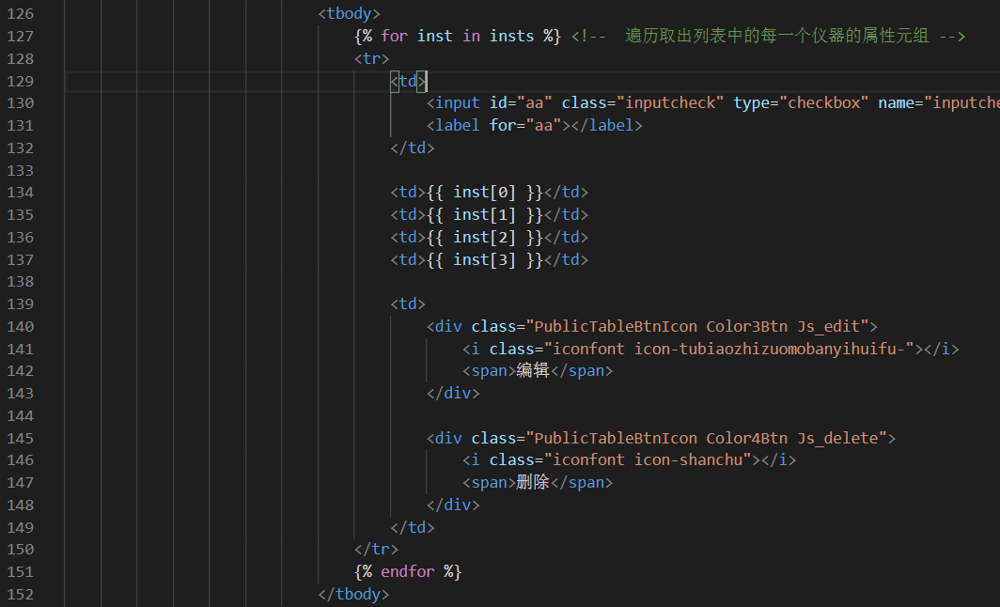 126 <tbody>
127 {% for inst in insts %} <!--  遍历取出列表中的每一个仪器的属性元组 -->
128 <tr>
129 <td>
130 <input id="aa" class="inputcheck" type="checkbox" name="inputche
131 <label for="aa"></label>
132 </td>
133
134 <td>{{ inst[0] }}</td>
135 <td>{{ inst[1] }}</td>
136 <td>{{ inst[2] }}</td>
137 <td>{{ inst[3] }}</td>
138
139 <td>
140 <div class="PublicTableBtnIcon Color3Btn Js_edit">
141 <i class="iconfont icon-tubiaozhizuomobanyihuifu-"></i>
142 <span>编辑</span>
143 </div>
144
145 <div class="PublicTableBtnIcon Color4Btn Js_delete">
146 <i class="iconfont icon-shanchu"></i>
147 <span>删除</span>
148 </div>
149 </td>
150 </tr>
151 {% endfor %}
152 </tbody>